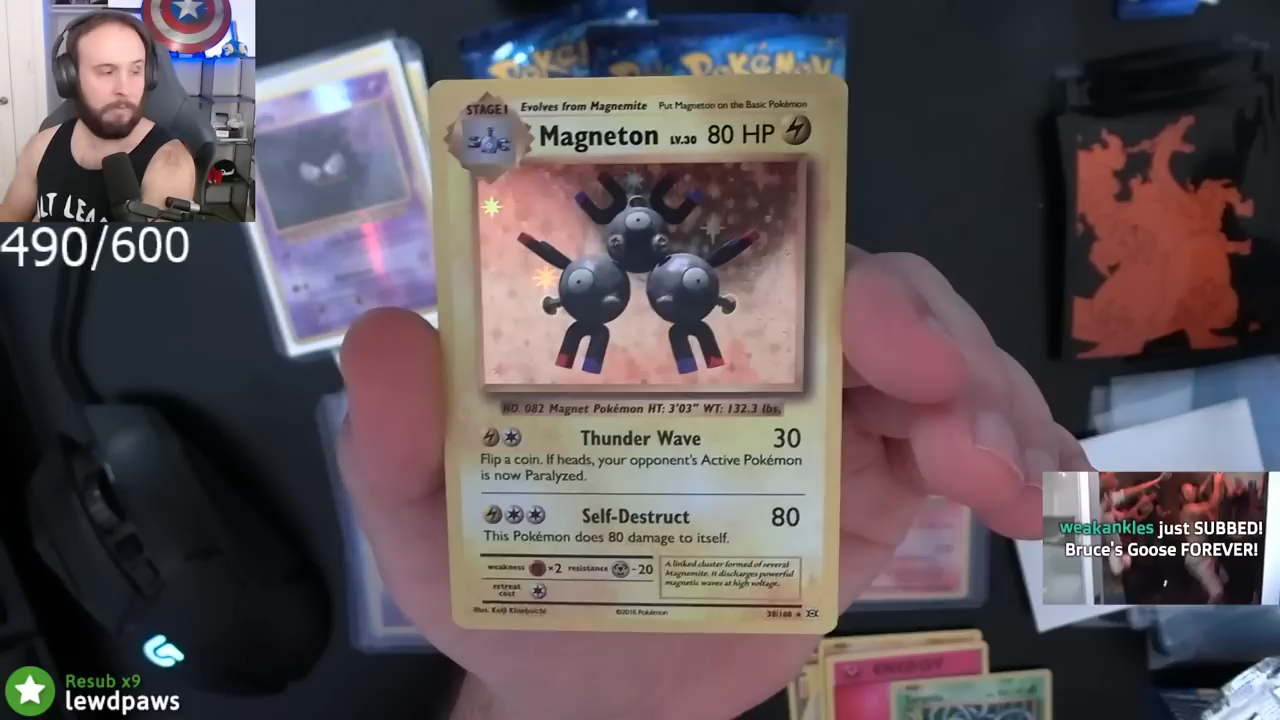 POKÉMON
STAGE 1 Evolves from Magnemite Put Magneton on the Basic Pokémon
Magneton LV.30 80 HP
490/600
NO. 082 Magnet Pokémon HT: 3'03" WT: 132.3 lbs.
Thunder Wave 30
Flip a coin. If heads, your opponent's Active Pokémon
is now Paralyzed.
Self-Destruct 80
This Pokémon does 80 damage to itself.
weakness ×2 resistance -20
retreat
cost
A linked cluster formed of several
Magnemite. It discharges powerful
magnetic waves at high voltage.
©2016 Pokémon
weakankles just SUBBED!
Bruce's Goose FOREVER!
ENERGY
Resub x9
lewdpaws